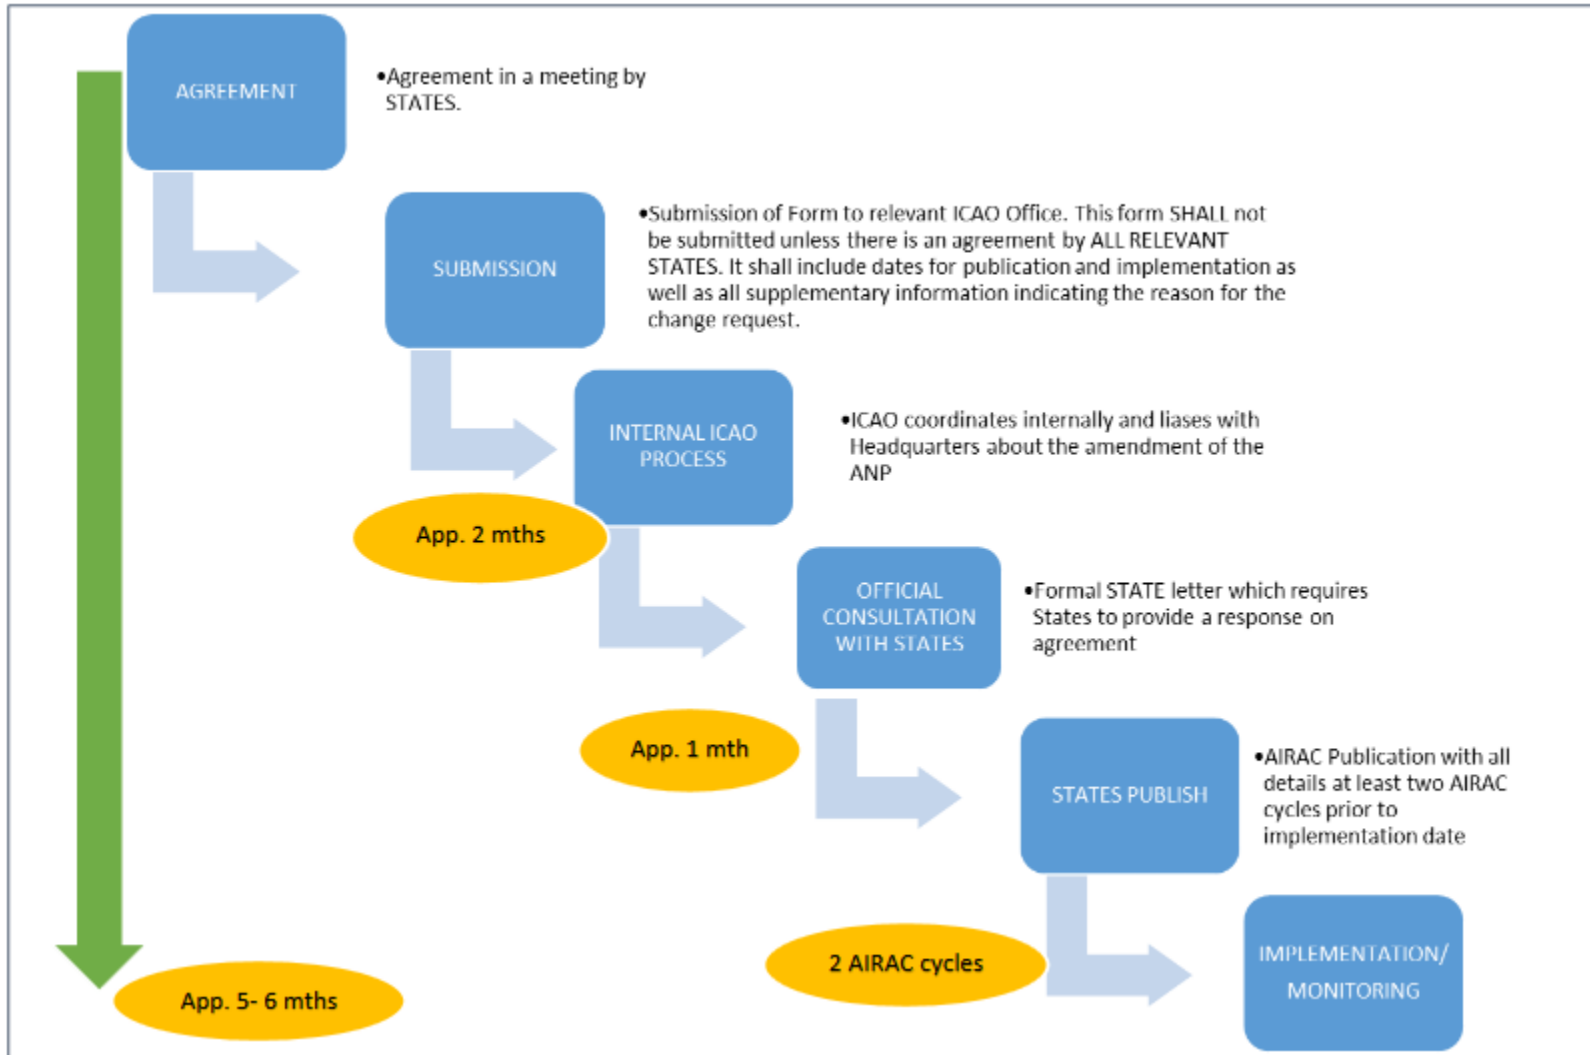 AGREEMENT
•Agreement in a meeting by
STATES.
SUBMISSION
•Submission of Form to relevant ICAO Office. This form SHALL not
be submitted unless there is an agreement by ALL RELEVANT
STATES. It shall include dates for publication and implementation as
well as all supplementary information indicating the reason for the
change request.
INTERNAL ICAO
PROCESS
•ICAO coordinates internally and liases with
Headquarters about the amendment of the
ANP
App. 2 mths
OFFICIAL
CONSULTATION
WITH STATES
•Formal STATE letter which requires
States to provide a response on
agreement
App. 1 mth
STATES PUBLISH
•AIRAC Publication with all
details at least two AIRAC
cycles prior to
implementation date
2 AIRAC cycles
IMPLEMENTATION/
MONITORING
App. 5- 6 mths